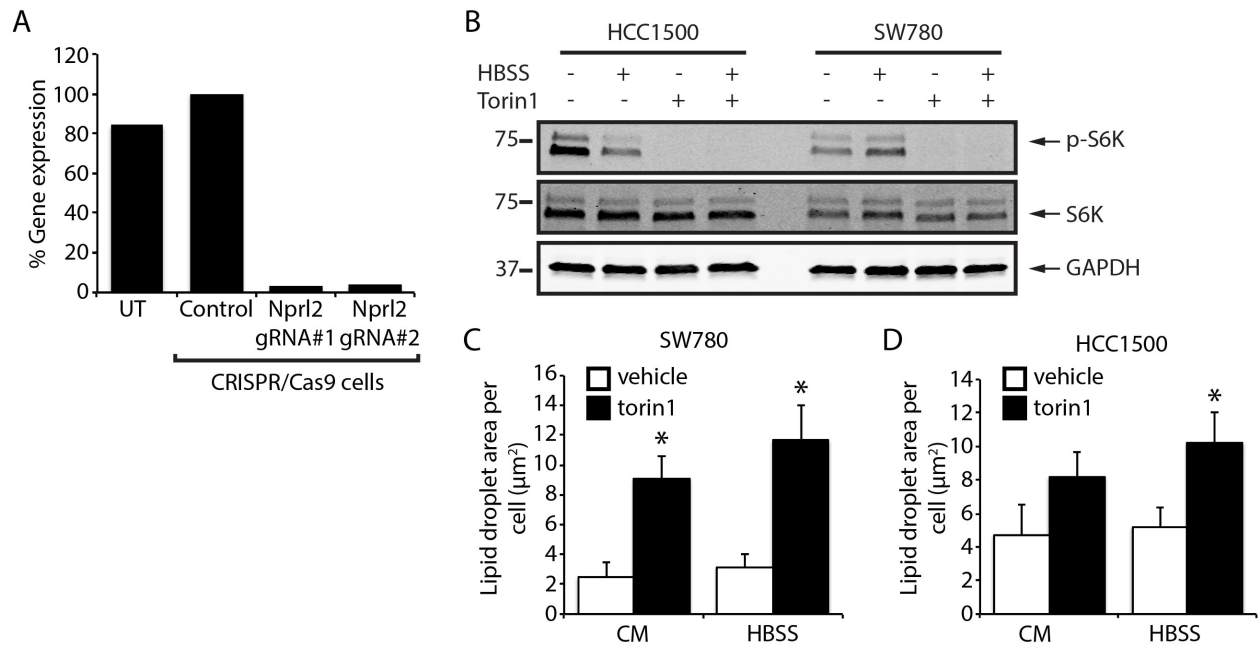 A
120
100
80
60
40
20
0
% Gene expression
UT
Control
Nprl2 gRNA#1
Nprl2 gRNA#2
CRISPR/Cas9 cells
B
HCC1500 SW780
HBSS - + - + - + - +
Torin1 - - + + - - + +
75 p-S6K
75 S6K
37 GAPDH
C
SW780
vehicle
torin1
16
14
12
10
8
6
4
2
0
Lipid droplet area per
cell (µm²)
* *
CM HBSS
D
HCC1500
vehicle
torin1
14
12
10
8
6
4
2
0
Lipid droplet area per
cell (µm²)
*
CM HBSS